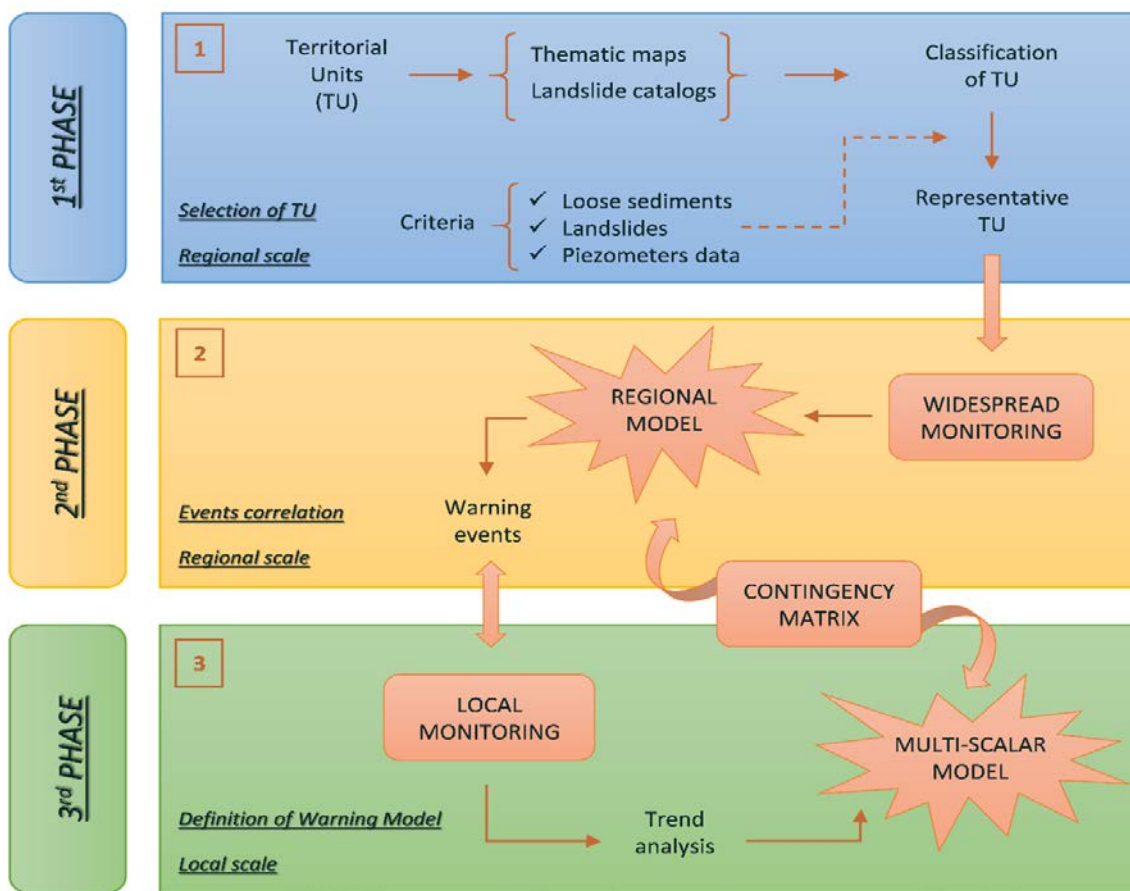 1st PHASE
1
Territorial
Units
(TU)
Thematic maps
Landslide catalogs
Classification
of TU
Criteria
✓ Loose sediments
✓ Landslides
✓ Piezometers data
Representative
TU
Selection of TU
Regional scale
2nd PHASE
2
REGIONAL
MODEL
WIDESPREAD
MONITORING
Warning
events
Events correlation
Regional scale
CONTINGENCY
MATRIX
3rd PHASE
3
LOCAL
MONITORING
MULTI-SCALAR
MODEL
Trend
analysis
Definition of Warning Model
Local scale